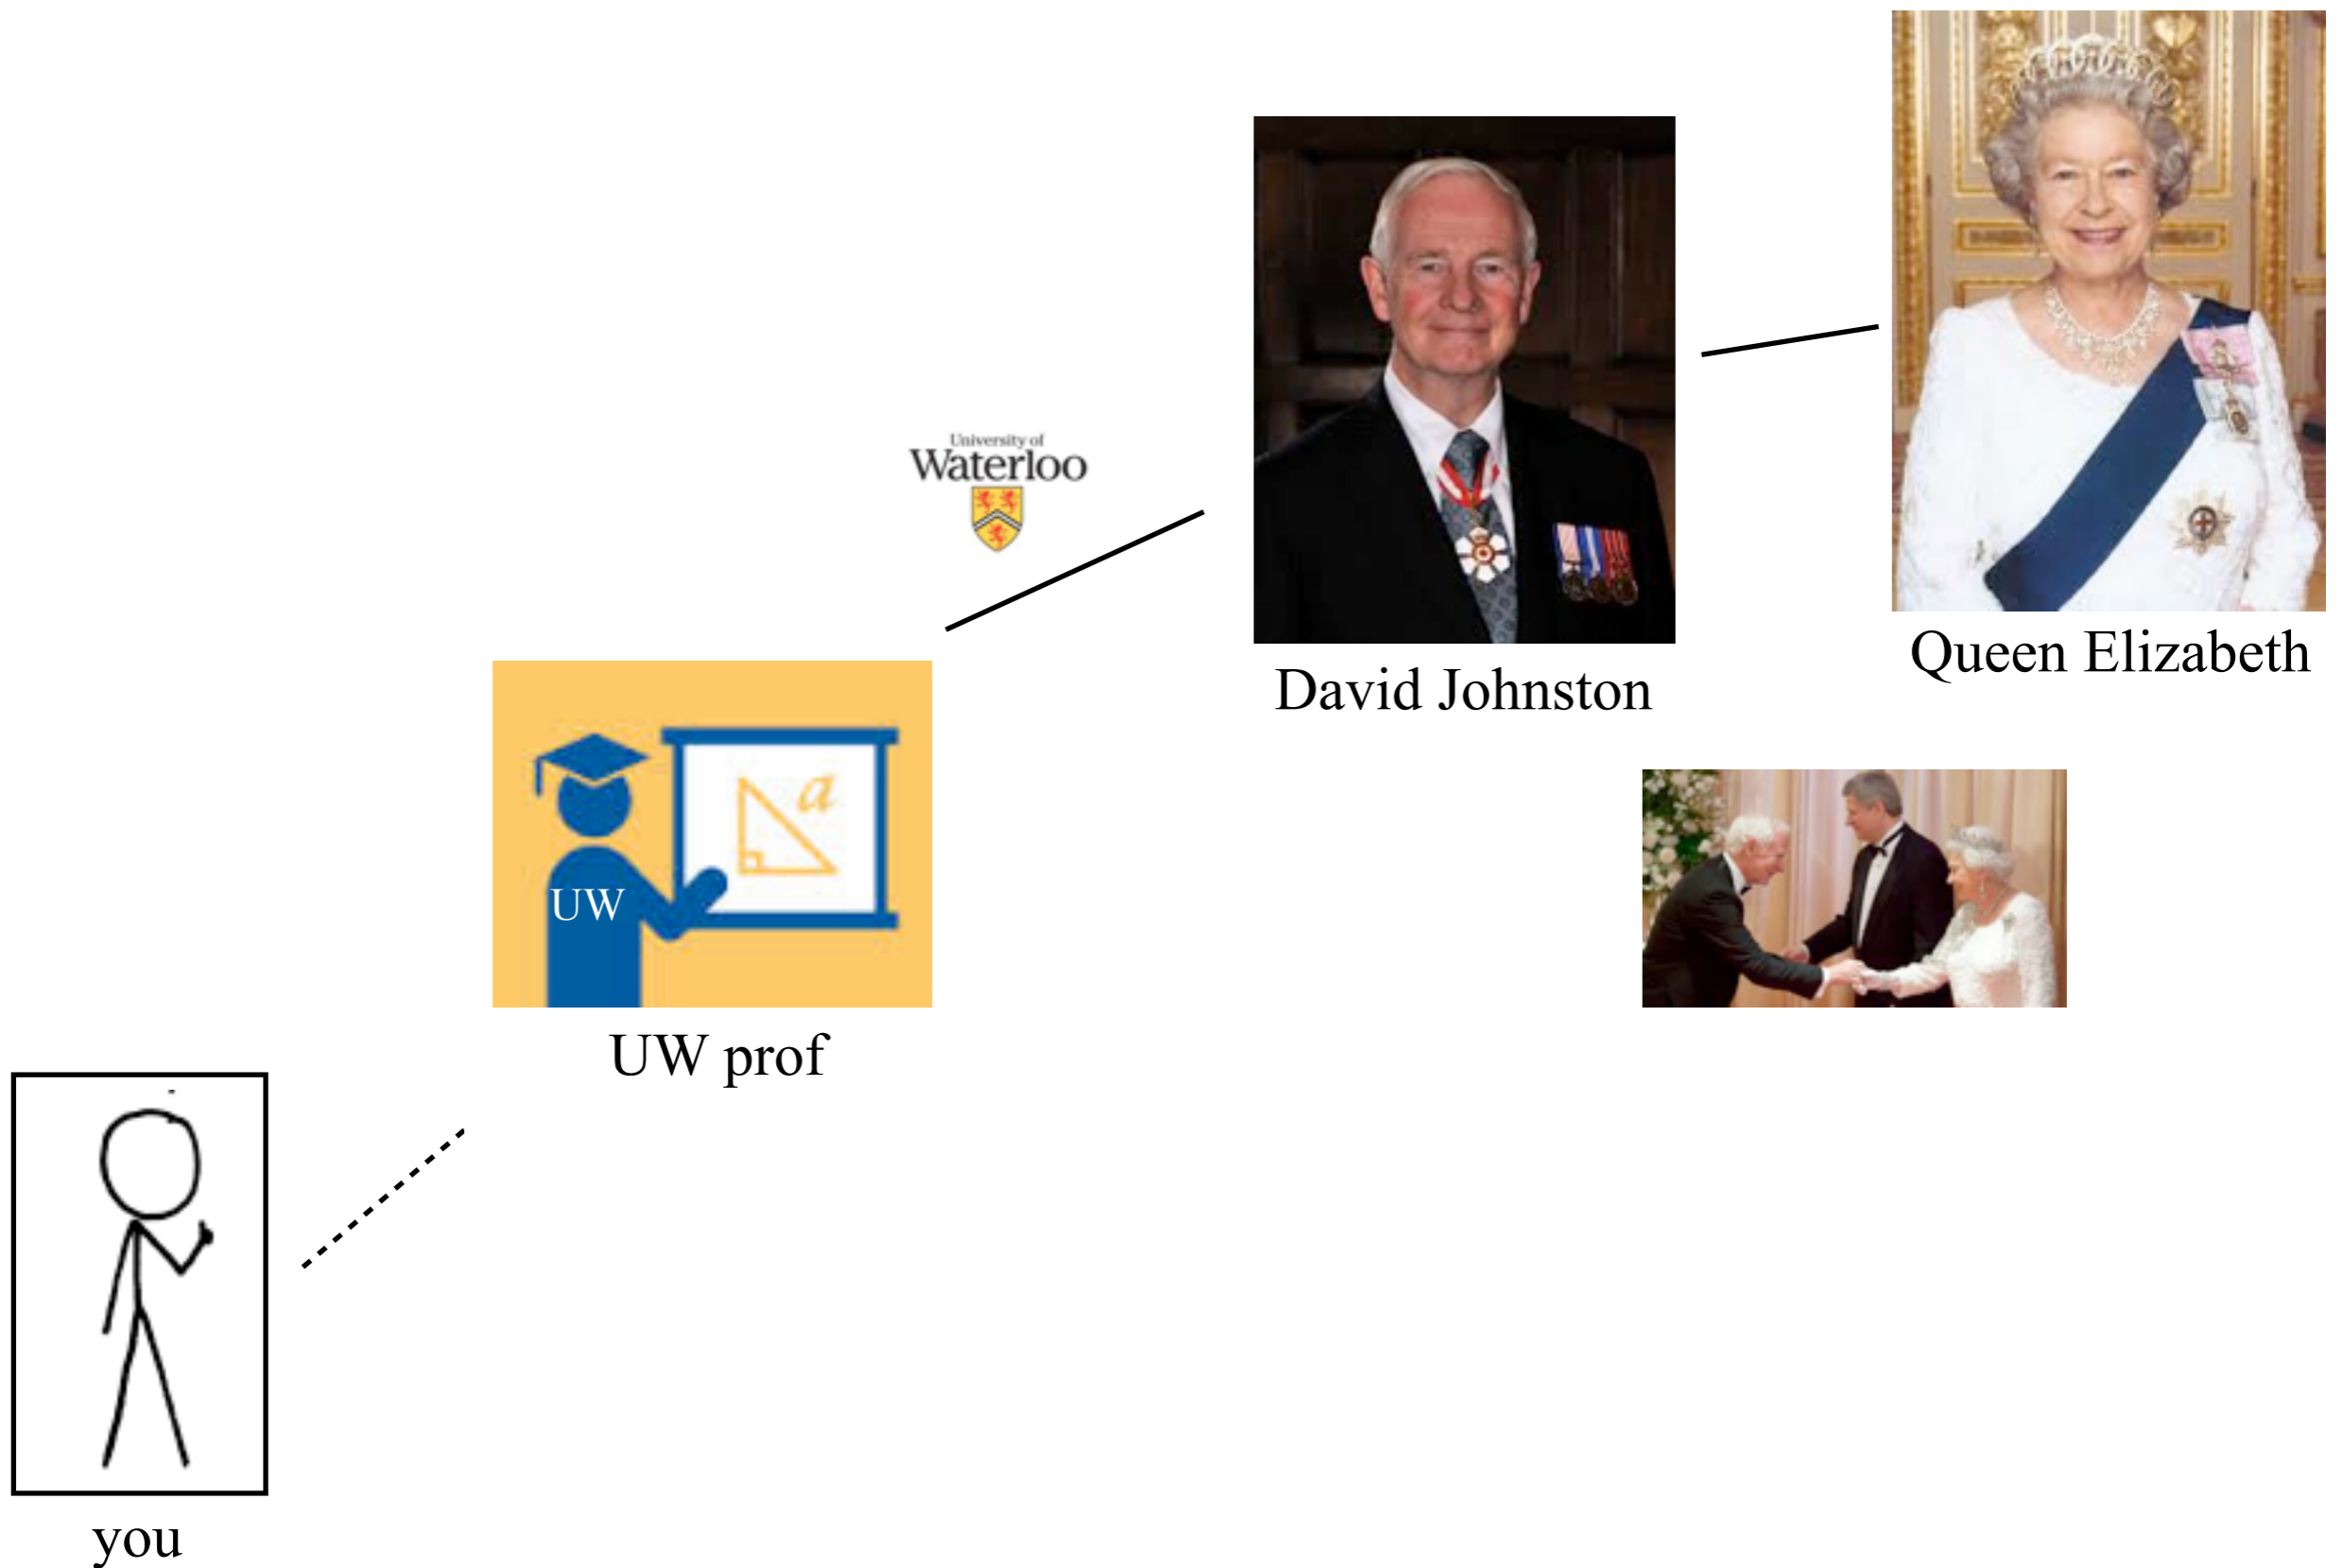 University of
Waterloo
David Johnston
Queen Elizabeth
a
UW
UW prof
you